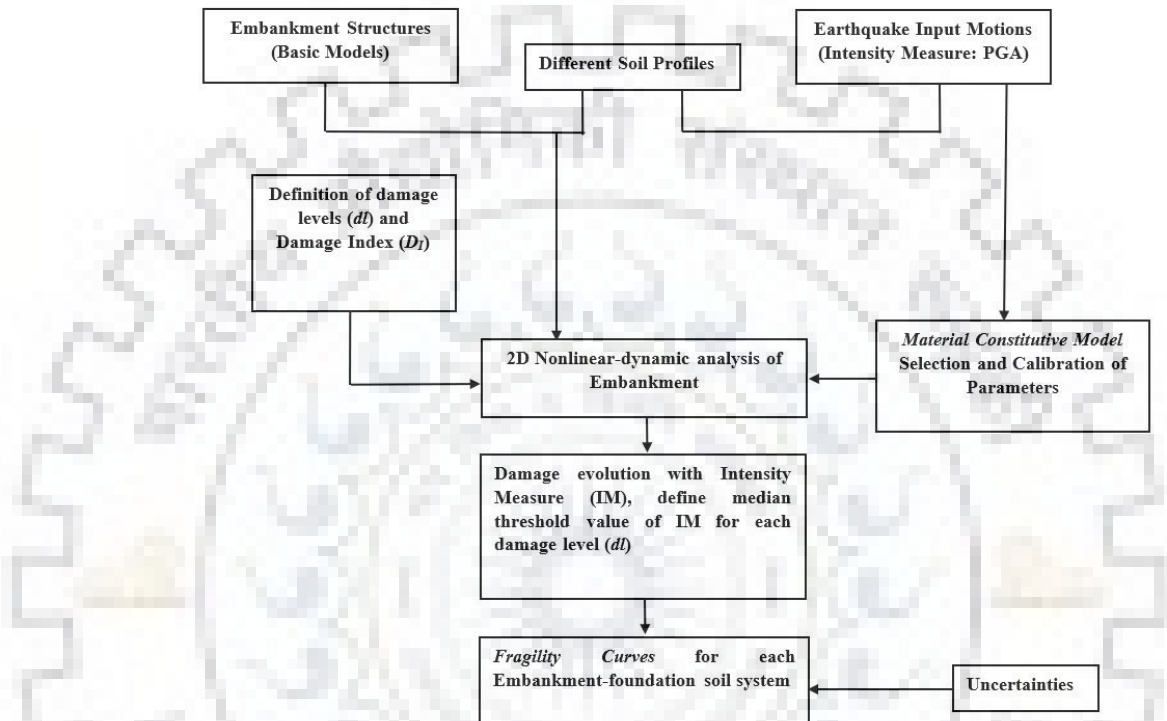 Embankment Structures
(Basic Models)
Different Soil Profiles
Earthquake Input Motions
(Intensity Measure: PGA)
Definition of damage
levels (dl) and
Damage Index (DI)
2D Nonlinear-dynamic analysis of
Embankment
Material Constitutive Model
Selection and Calibration of
Parameters
Damage evolution with Intensity
Measure (IM), define median
threshold value of IM for each
damage level (dl)
Fragility Curves for each
Embankment-foundation soil system
Uncertainties